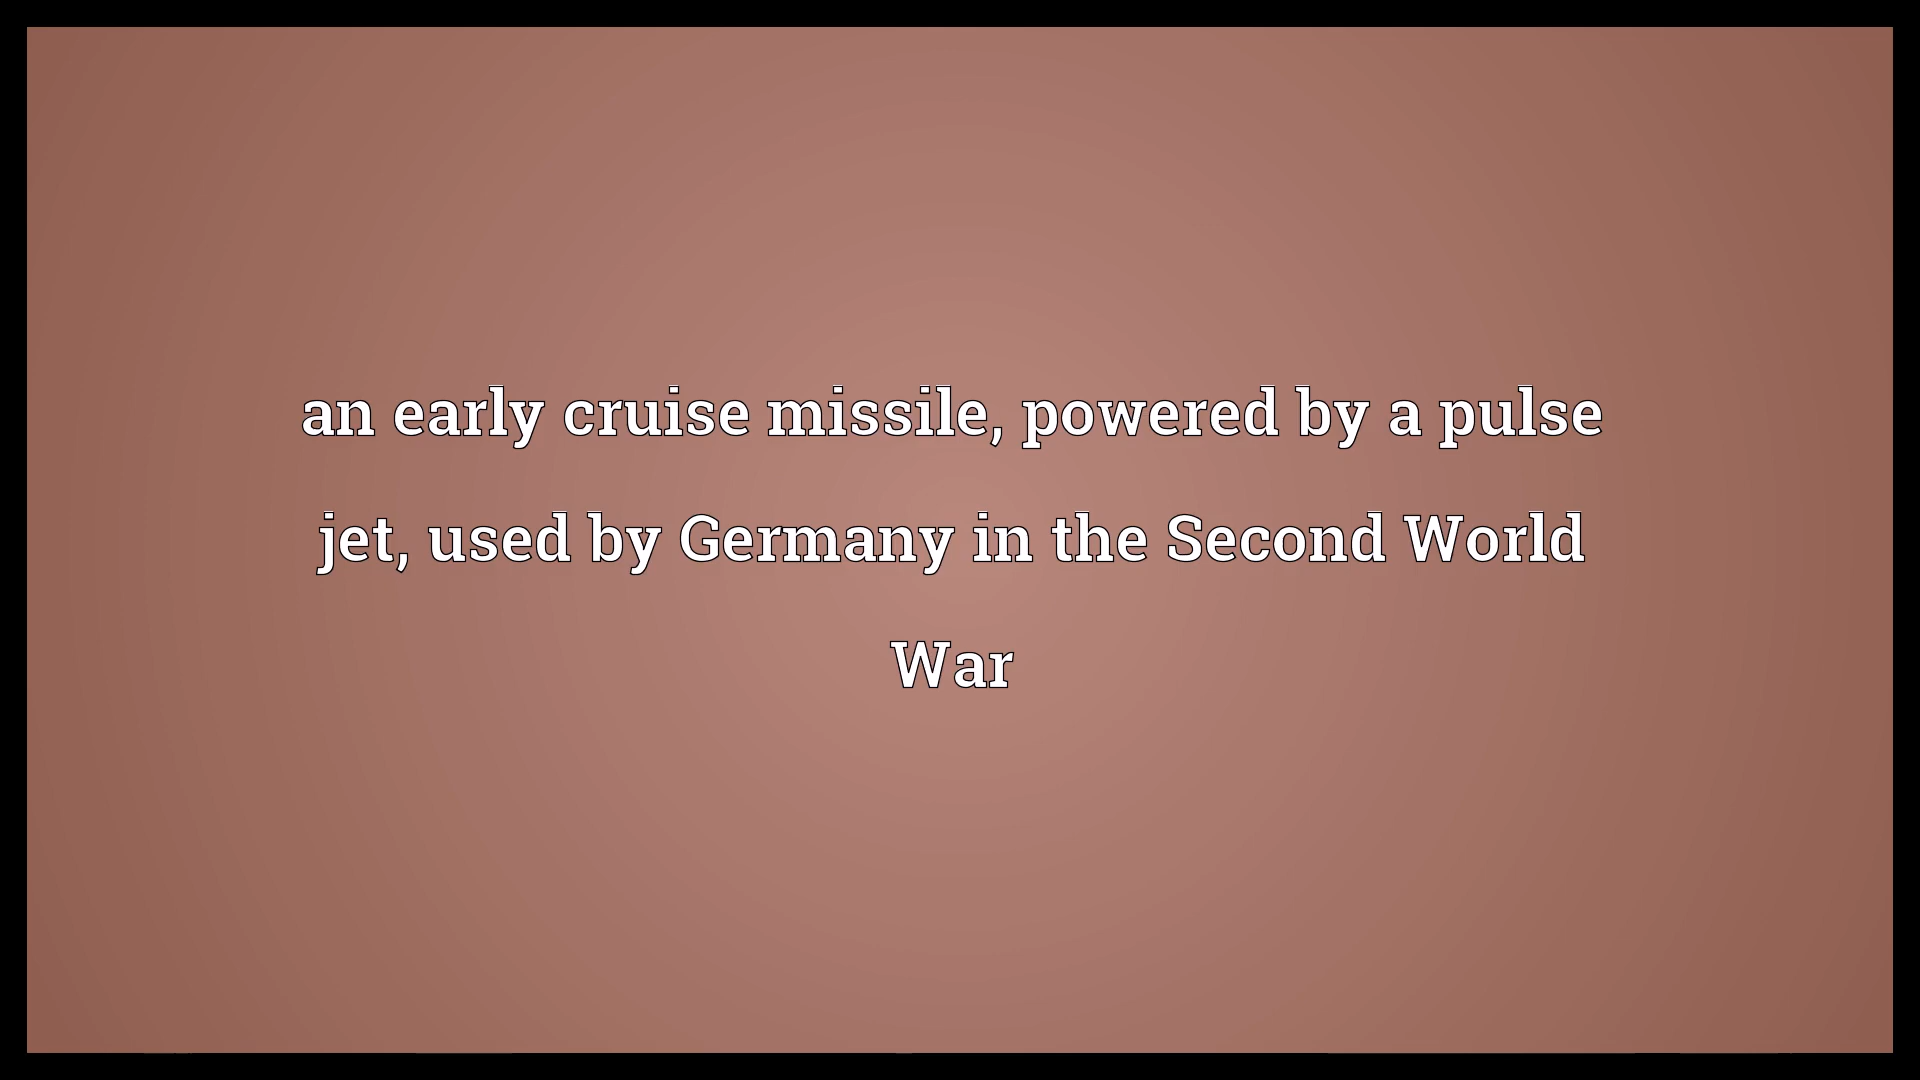 an early cruise missile, powered by a pulse
jet, used by Germany in the Second World
War